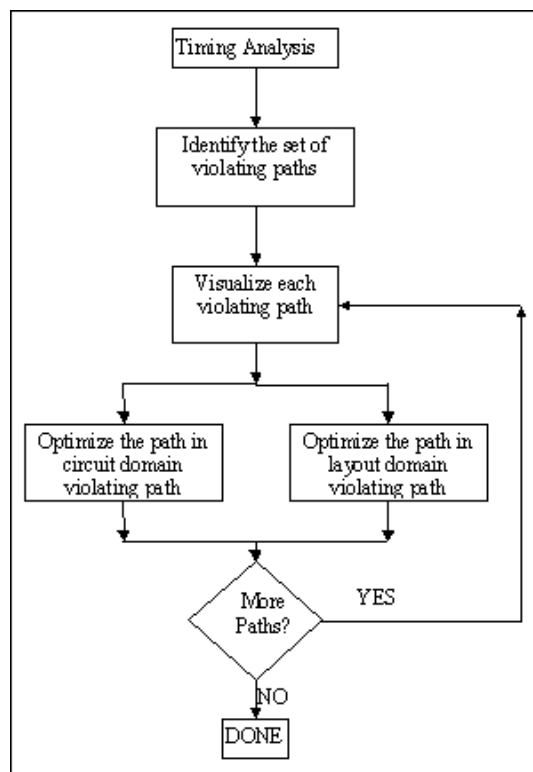 Timing Analysis
Identify the set of
violating paths
Visualize each
violating path
Optimize the path in
circuit domain
violating path
Optimize the path in
layout domain
violating path
More
Paths?
YES
NO
DONE